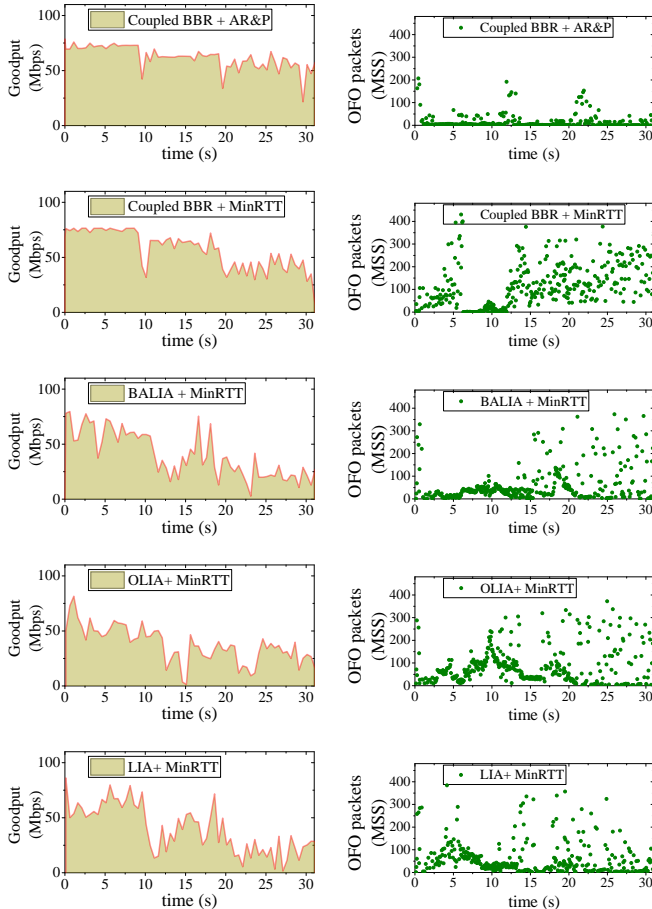 Goodput
(Mbps)
100
50
0
Coupled BBR + AR&P
0 5 10 15 20 25 30
time (s)
OFO packets
(MSS)
400
300
200
100
0
Coupled BBR + AR&P
0 5 10 15 20 25 30
time (s)
Goodput
(Mbps)
100
50
0
Coupled BBR + MinRTT
0 5 10 15 20 25 30
time (s)
OFO packets
(MSS)
400
300
200
100
0
Coupled BBR + MinRTT
0 5 10 15 20 25 30
time (s)
Goodput
(Mbps)
100
50
0
BALIA + MinRTT
0 5 10 15 20 25 30
time (s)
OFO packets
(MSS)
400
300
200
100
0
BALIA + MinRTT
0 5 10 15 20 25 30
time (s)
Goodput
(Mbps)
100
50
0
OLIA+ MinRTT
0 5 10 15 20 25 30
time (s)
OFO packets
(MSS)
400
300
200
100
0
OLIA+ MinRTT
0 5 10 15 20 25 30
time (s)
Goodput
(Mbps)
100
50
0
LIA+ MinRTT
0 5 10 15 20 25 30
time (s)
OFO packets
(MSS)
400
300
200
100
0
LIA+ MinRTT
0 5 10 15 20 25 30
time (s)